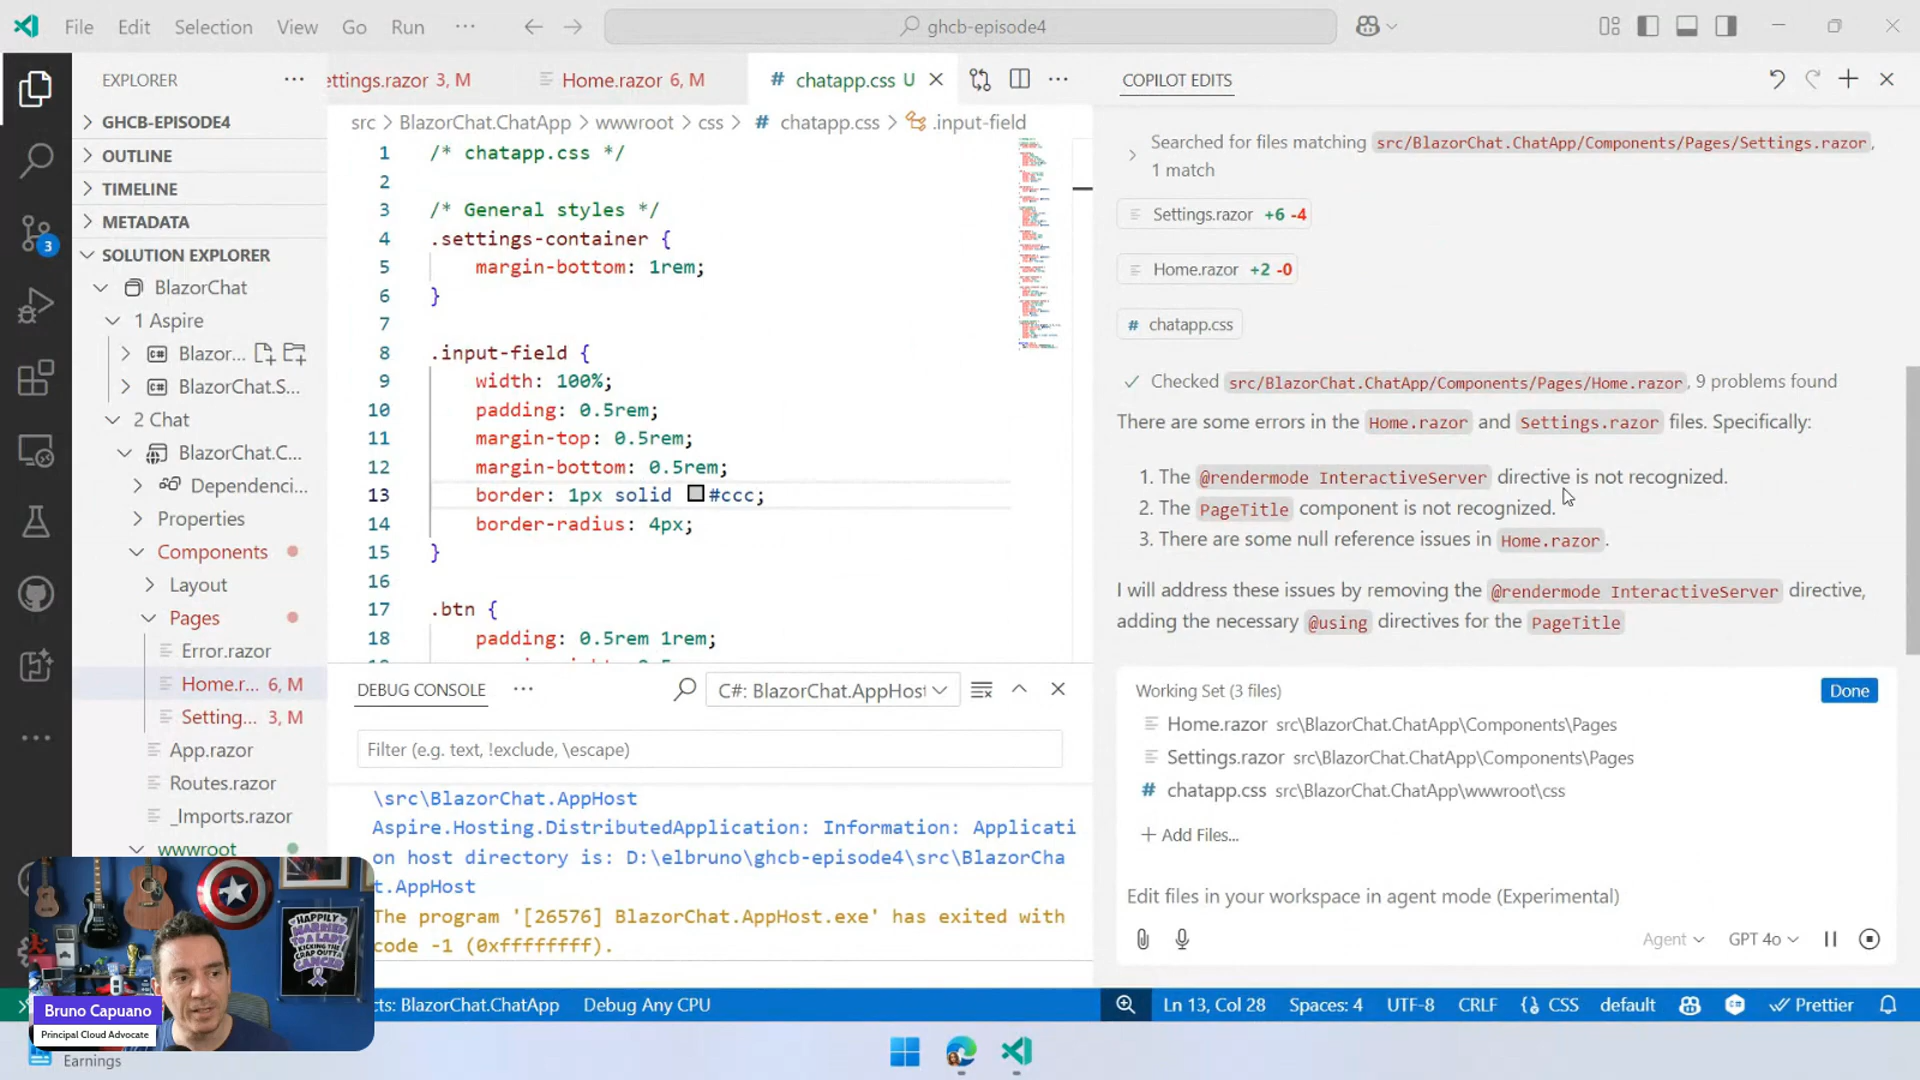 File Edit Selection View Go Run ghcb-episode4
EXPLORER
GHCB-EPISODE4
OUTLINE
TIMELINE
METADATA
SOLUTION EXPLORER
BlazorChat
1 Aspire
Blazor...
BlazorChat.S...
2 Chat
BlazorChat.C...
Dependenci...
Properties
Components
Layout
Pages
Error.razor
Home.r... 6, M
Setting... 3, M
App.razor
Routes.razor
_Imports.razor
wwwroot
3
ettings.razor 3, M Home.razor 6, M # chatapp.css U
src > BlazorChat.ChatApp > wwwroot > css > # chatapp.css > .input-field
1 /* chatapp.css */
2
3 /* General styles */
4 .settings-container {
5 margin-bottom: 1rem;
6 }
7
8 .input-field {
9 width: 100%;
10 padding: 0.5rem;
11 margin-top: 0.5rem;
12 margin-bottom: 0.5rem;
13 border: 1px solid #ccc;
14 border-radius: 4px;
15 }
16
17 .btn {
18 padding: 0.5rem 1rem;
DEBUG CONSOLE C#: BlazorChat.AppHost
Filter (e.g. text, !exclude, \escape)
\src\BlazorChat.AppHost
Aspire.Hosting.DistributedApplication: Information: Applicati
on host directory is: D:\elbruno\ghcb-episode4\src\BlazorCha
t.AppHost
The program '[26576] BlazorChat.AppHost.exe' has exited with
code -1 (0xffffffff).
COPILOT EDITS
Searched for files matching src/BlazorChat.ChatApp/Components/Pages/Settings.razor,
1 match
Settings.razor +6 -4
Home.razor +2 -0
# chatapp.css
Checked src/BlazorChat.ChatApp/Components/Pages/Home.razor, 9 problems found
There are some errors in the Home.razor and Settings.razor files. Specifically:
1. The @rendermode InteractiveServer directive is not recognized.
2. The PageTitle component is not recognized.
3. There are some null reference issues in Home.razor.
I will address these issues by removing the @rendermode InteractiveServer directive,
adding the necessary @using directives for the PageTitle
Working Set (3 files) Done
Home.razor src\BlazorChat.ChatApp\Components\Pages
Settings.razor src\BlazorChat.ChatApp\Components\Pages
# chatapp.css src\BlazorChat.ChatApp\wwwroot\css
+ Add Files...
Edit files in your workspace in agent mode (Experimental)
Agent GPT 4o
HAPPILY
MARRIED
TO A LADY
KICKING THE
CRAP OUTTA
CANCER
Bruno Capuano
Principal Cloud Advocate
cts: BlazorChat.ChatApp Debug Any CPU Ln 13, Col 28 Spaces: 4 UTF-8 CRLF {} CSS default Prettier
Earnings